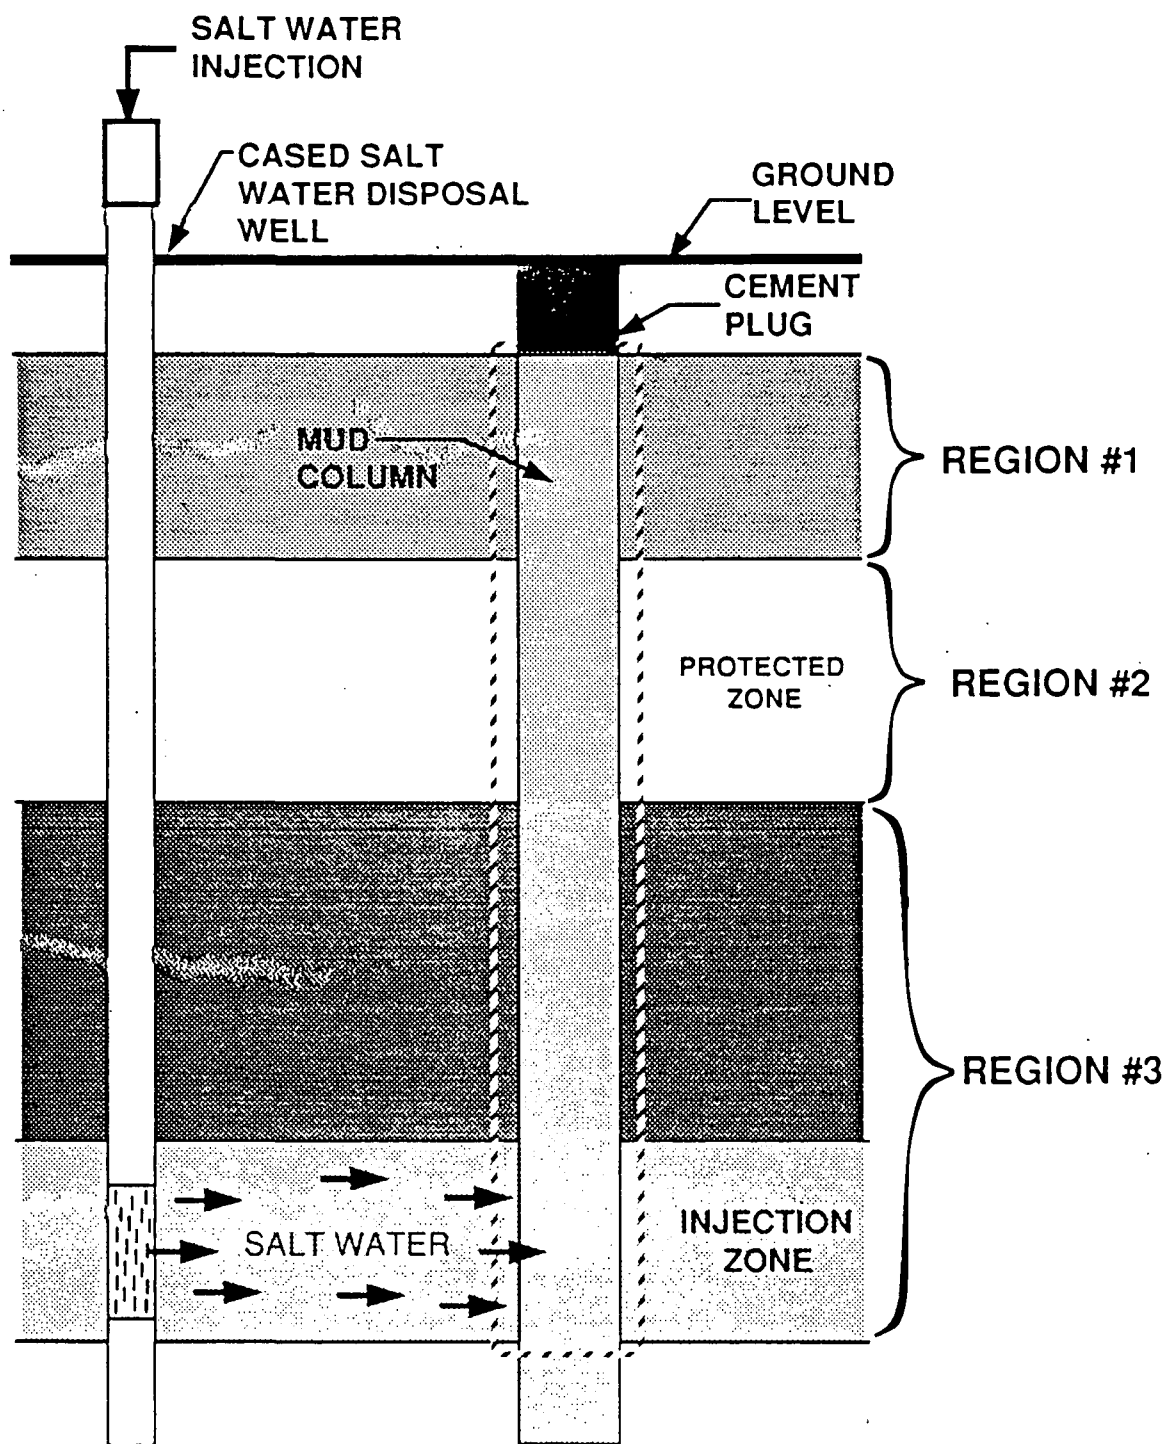 SALT WATER
INJECTION
CASED SALT
WATER DISPOSAL
WELL
GROUND
LEVEL
CEMENT
PLUG
MUD
COLUMN
REGION #1
PROTECTED
ZONE
REGION #2
REGION #3
SALT WATER
INJECTION
ZONE